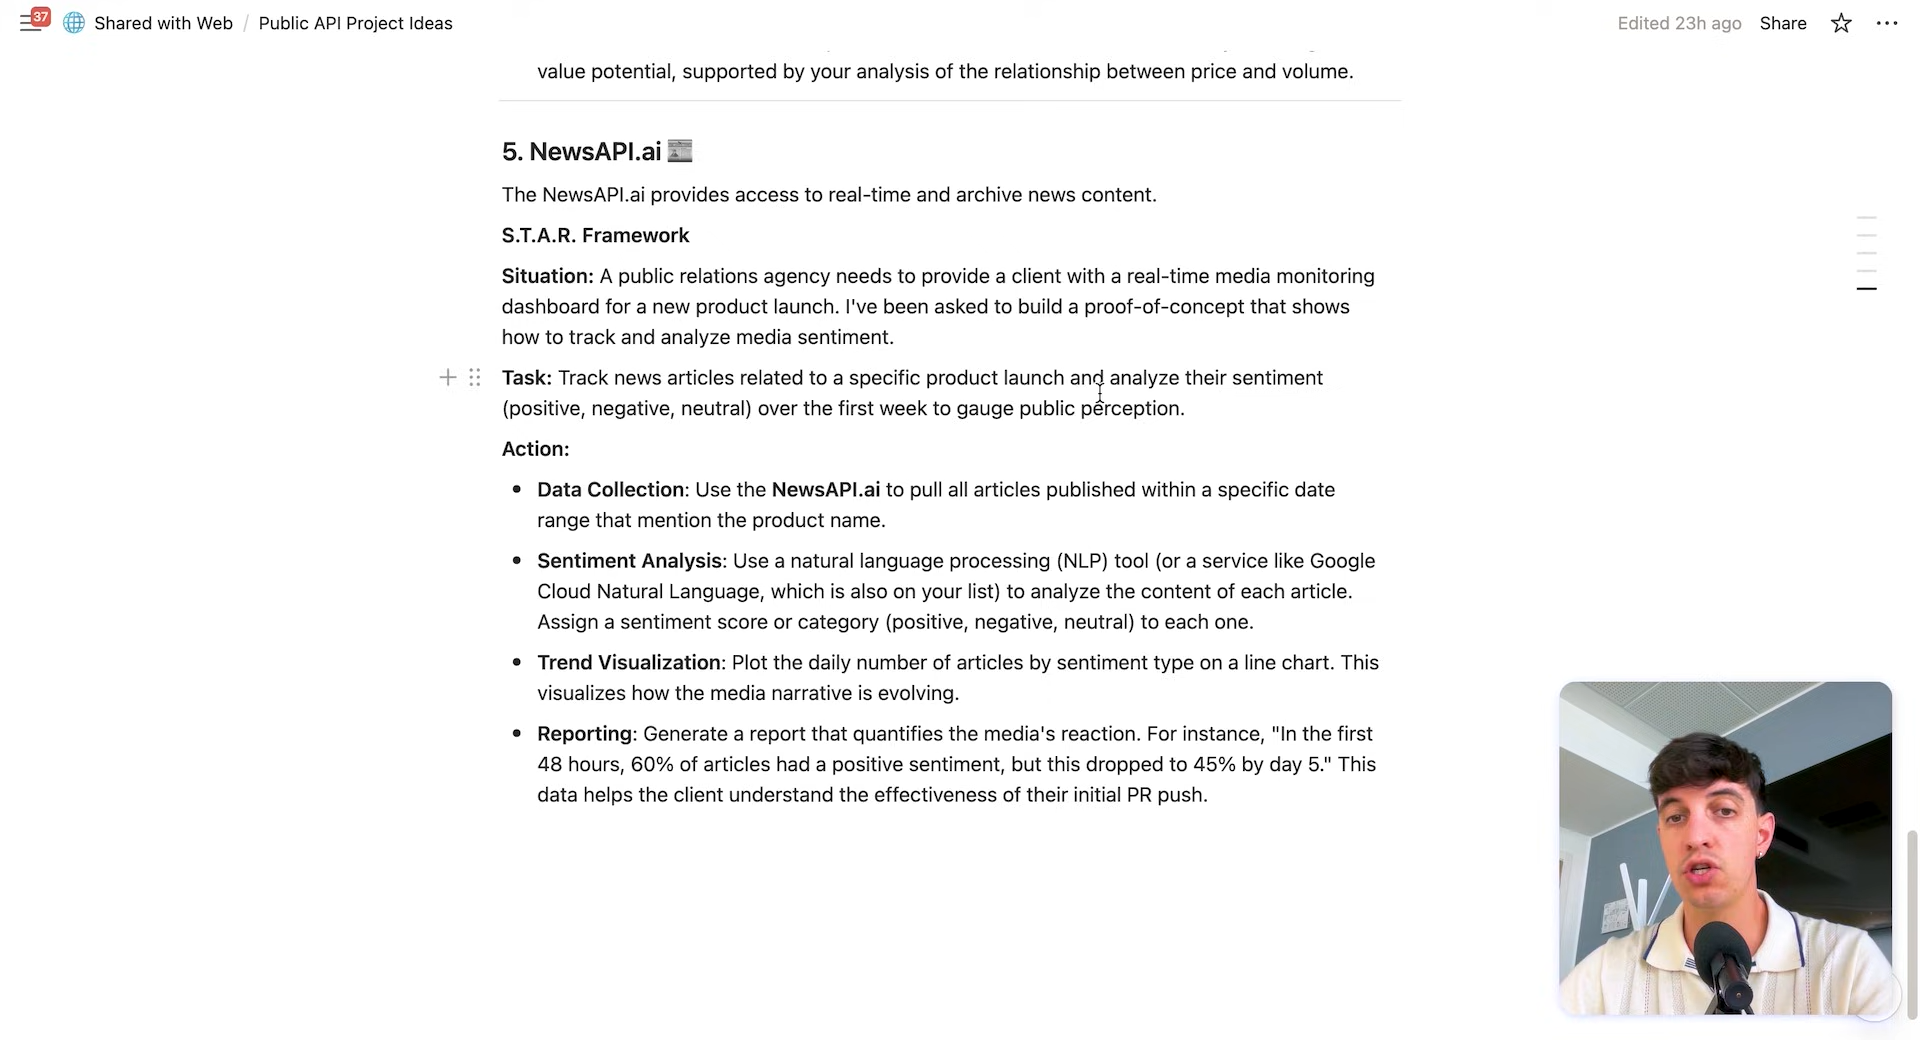 37 Shared with Web / Public API Project Ideas Edited 23h ago Share
value potential, supported by your analysis of the relationship between price and volume.
5. NewsAPI.ai
The NewsAPI.ai provides access to real-time and archive news content.
S.T.A.R. Framework
Situation: A public relations agency needs to provide a client with a real-time media monitoring
dashboard for a new product launch. I've been asked to build a proof-of-concept that shows
how to track and analyze media sentiment.
Task: Track news articles related to a specific product launch and analyze their sentiment
(positive, negative, neutral) over the first week to gauge public perception.
Action:
• Data Collection: Use the NewsAPI.ai to pull all articles published within a specific date
range that mention the product name.
• Sentiment Analysis: Use a natural language processing (NLP) tool (or a service like Google
Cloud Natural Language, which is also on your list) to analyze the content of each article.
Assign a sentiment score or category (positive, negative, neutral) to each one.
• Trend Visualization: Plot the daily number of articles by sentiment type on a line chart. This
visualizes how the media narrative is evolving.
• Reporting: Generate a report that quantifies the media's reaction. For instance, "In the first
48 hours, 60% of articles had a positive sentiment, but this dropped to 45% by day 5." This
data helps the client understand the effectiveness of their initial PR push.